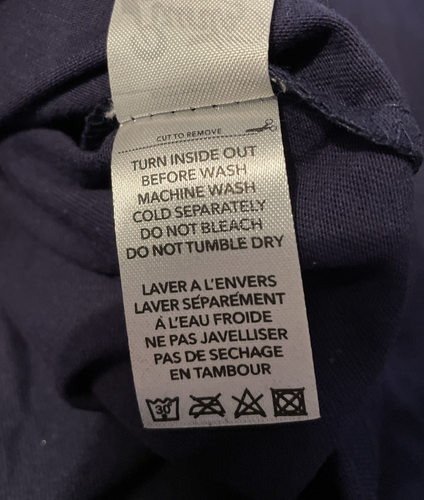 CUT TO REMOVE
TURN INSIDE OUT
BEFORE WASH
MACHINE WASH
COLD SEPARATELY
DO NOT BLEACH
DO NOT TUMBLE DRY
LAVER A L'ENVERS
LAVER SÉPARÉMENT
À L'EAU FROIDE
NE PAS JAVELLISER
PAS DE SECHAGE
EN TAMBOUR
30°